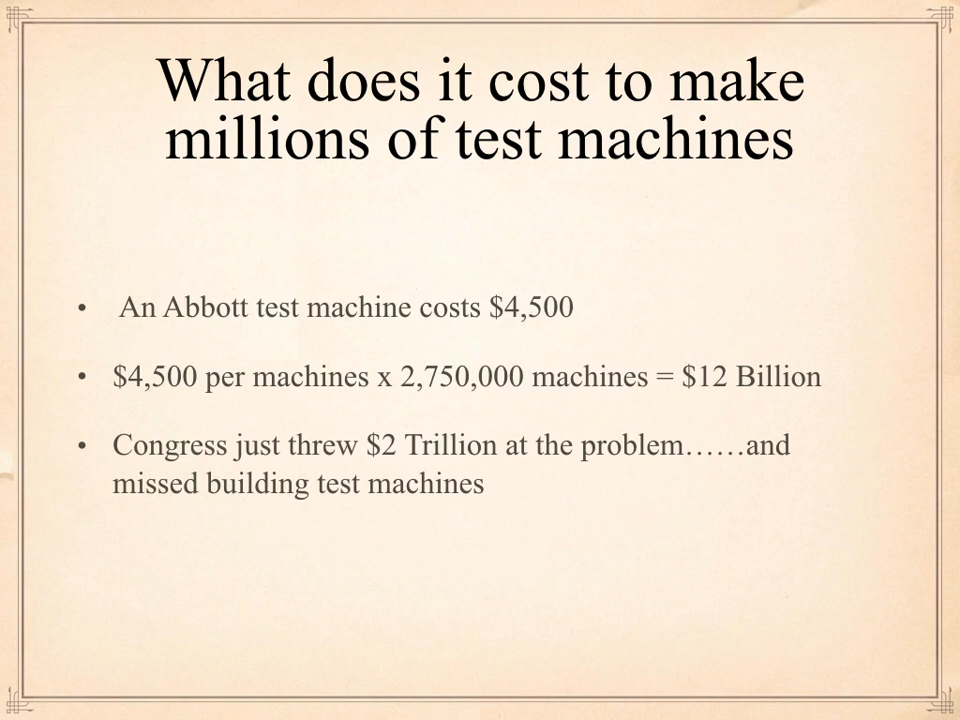 What does it cost to make
millions of test machines
• An Abbott test machine costs $4,500
• $4,500 per machines x 2,750,000 machines = $12 Billion
• Congress just threw $2 Trillion at the problem……and
missed building test machines